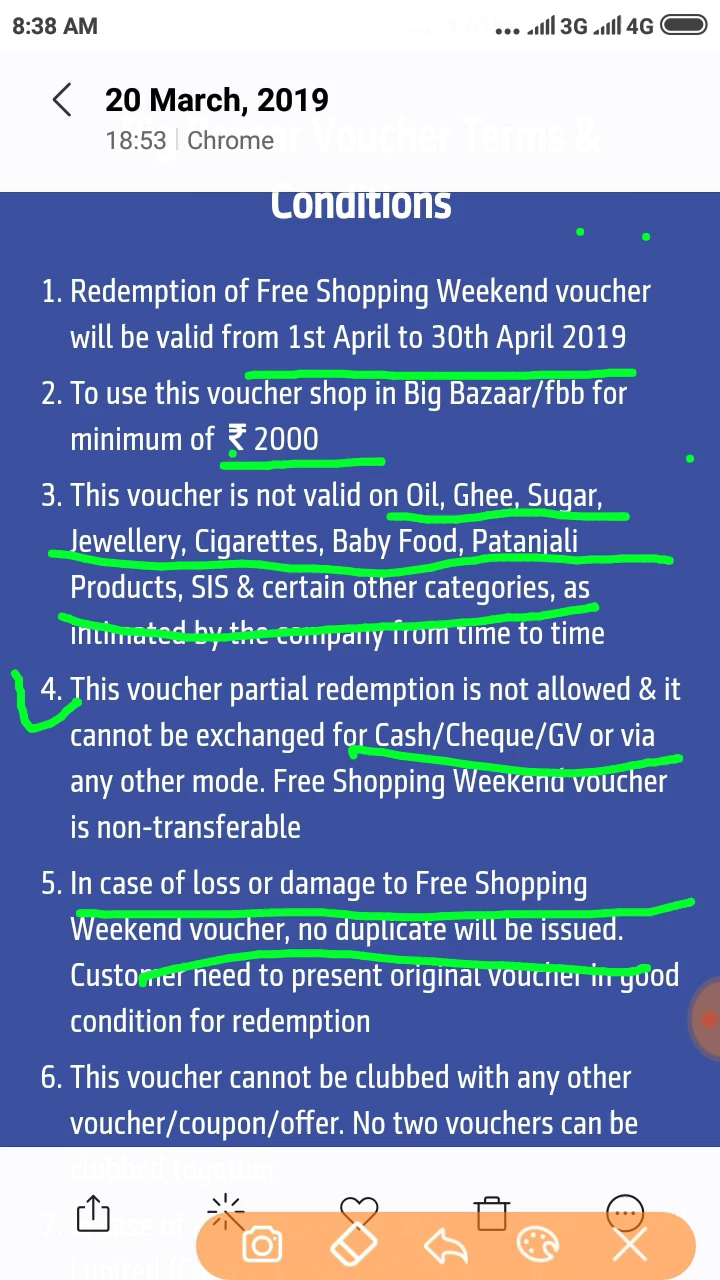 8:38 AM
... 3G 4G
20 March, 2019
18:53 | Chrome
Big Bazaar Voucher Terms &
Conditions
1. Redemption of Free Shopping Weekend voucher
will be valid from 1st April to 30th April 2019
2. To use this voucher shop in Big Bazaar/fbb for
minimum of ₹ 2000
3. This voucher is not valid on Oil, Ghee, Sugar,
Jewellery, Cigarettes, Baby Food, Patanjali
Products, SIS & certain other categories, as
intimated by the company from time to time
4. This voucher partial redemption is not allowed & it
cannot be exchanged for Cash/Cheque/GV or via
any other mode. Free Shopping Weekend voucher
is non-transferable
5. In case of loss or damage to Free Shopping
Weekend voucher, no duplicate will be issued.
Customer need to present original voucher in good
condition for redemption
6. This voucher cannot be clubbed with any other
voucher/coupon/offer. No two vouchers can be
clubbed together.
7.
Limited